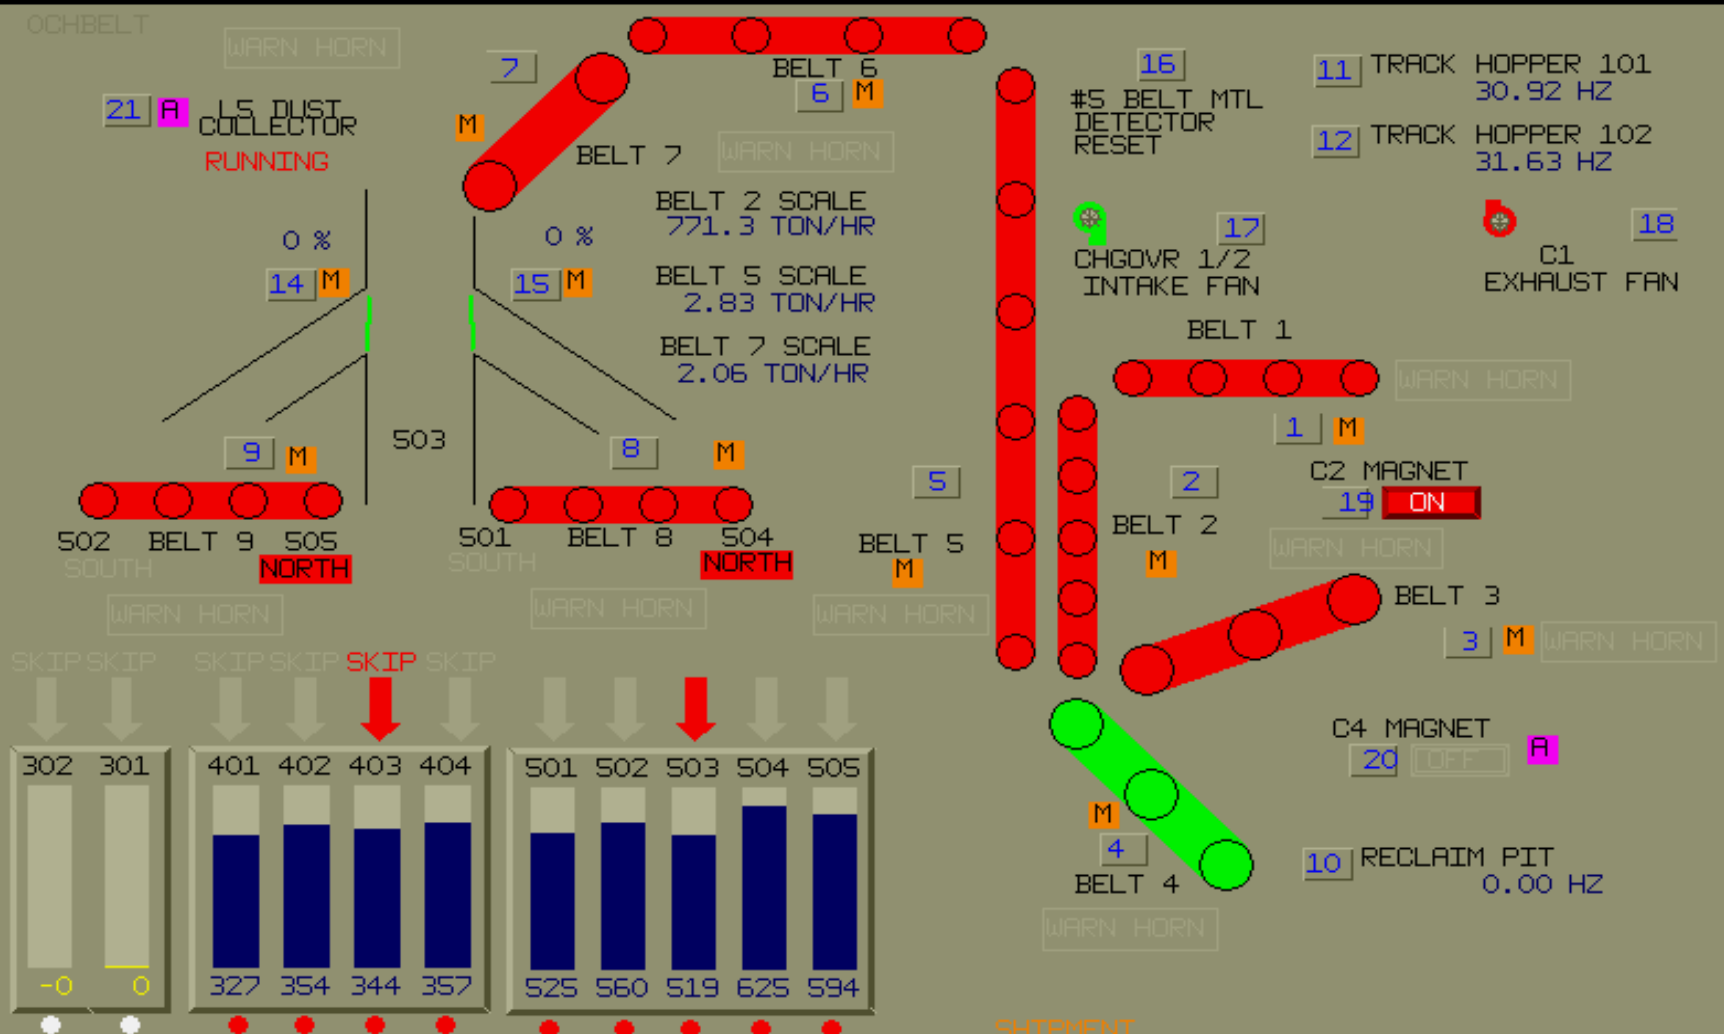 OCHBELT
WARN HORN
21 A L5 DUST
COLLECTOR
RUNNING
7
M
BELT 7
BELT 6
6 M
WARN HORN
16
#5 BELT MTL
DETECTOR
RESET
11 TRACK HOPPER 101
30.92 HZ
12 TRACK HOPPER 102
31.63 HZ
BELT 2 SCALE
771.3 TON/HR
BELT 5 SCALE
2.83 TON/HR
BELT 7 SCALE
2.06 TON/HR
17
CHGOVR 1/2
INTAKE FAN
18
C1
EXHAUST FAN
0 %
14 M
0 %
15 M
BELT 1
WARN HORN
1 M
9 M
503
8 M
502 BELT 9 505
SOUTH NORTH
501 BELT 8 504
SOUTH NORTH
WARN HORN
WARN HORN
5
BELT 5
M
WARN HORN
2
BELT 2
M
C2 MAGNET
19 ON
WARN HORN
BELT 3
3 M WARN HORN
C4 MAGNET
20 OFF A
M
4
BELT 4
WARN HORN
10 RECLAIM PIT
0.00 HZ
SKIP SKIP SKIP SKIP SKIP SKIP
302 301 401 402 403 404 501 502 503 504 505
-0 0 327 354 344 357 525 560 519 625 594
SHIPMENT